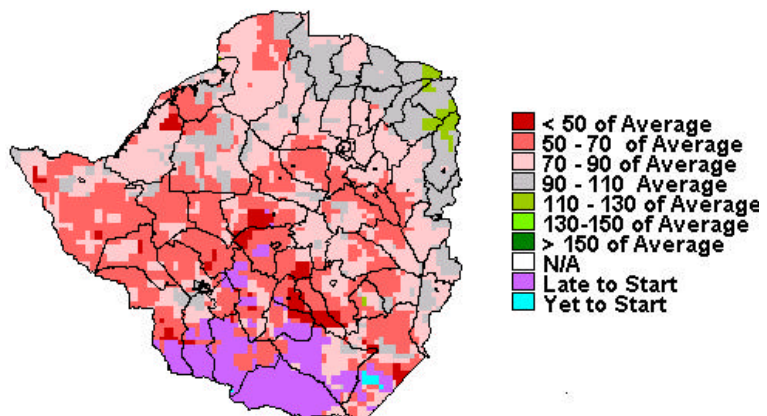 < 50 of Average
50 -70 of Average
70 - 90 of Average
90 - 110 Average
110 - 130 of Average
130-150 of Average
> 150 of Average
N/A
Late to Start
Yet to Start